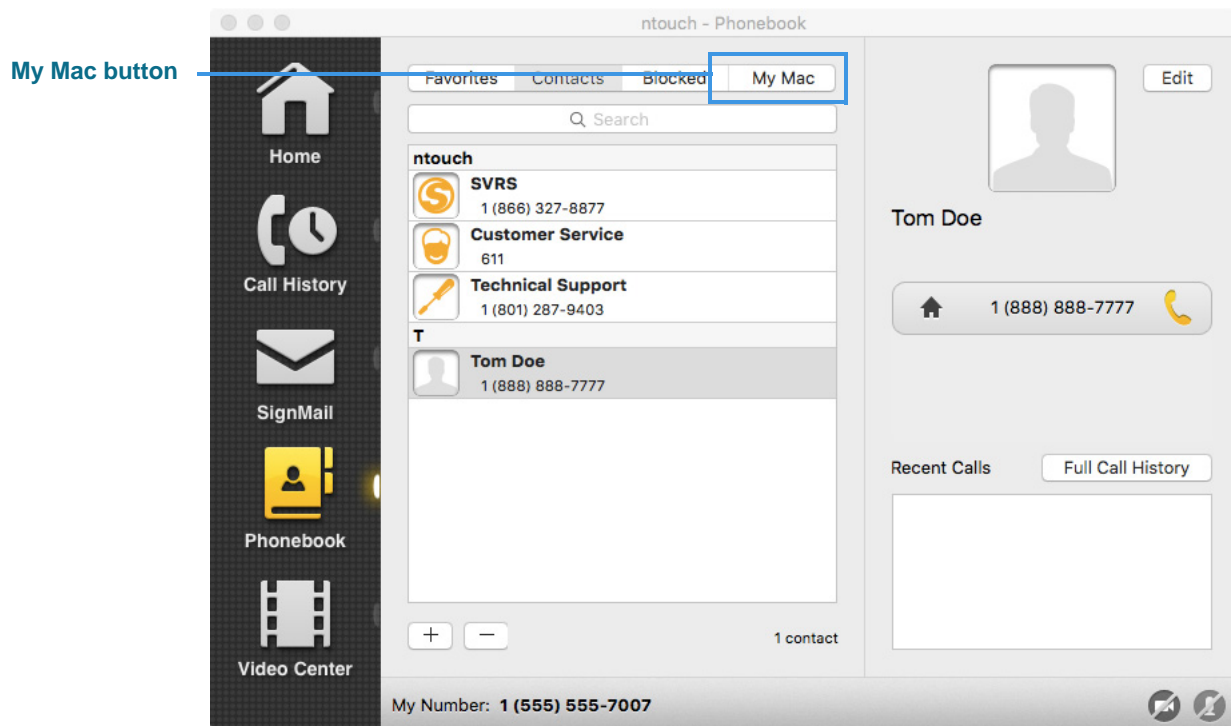 ntouch - Phonebook
My Mac button
Favorites Contacts Blocked My Mac
Edit
Search
Home
ntouch
SVRS
1 (866) 327-8877
Customer Service
611
Technical Support
1 (801) 287-9403
T
Tom Doe
1 (888) 888-7777
Call History
SignMail
Phonebook
Video Center
Tom Doe
1 (888) 888-7777
Recent Calls
Full Call History
1 contact
My Number: 1 (555) 555-7007